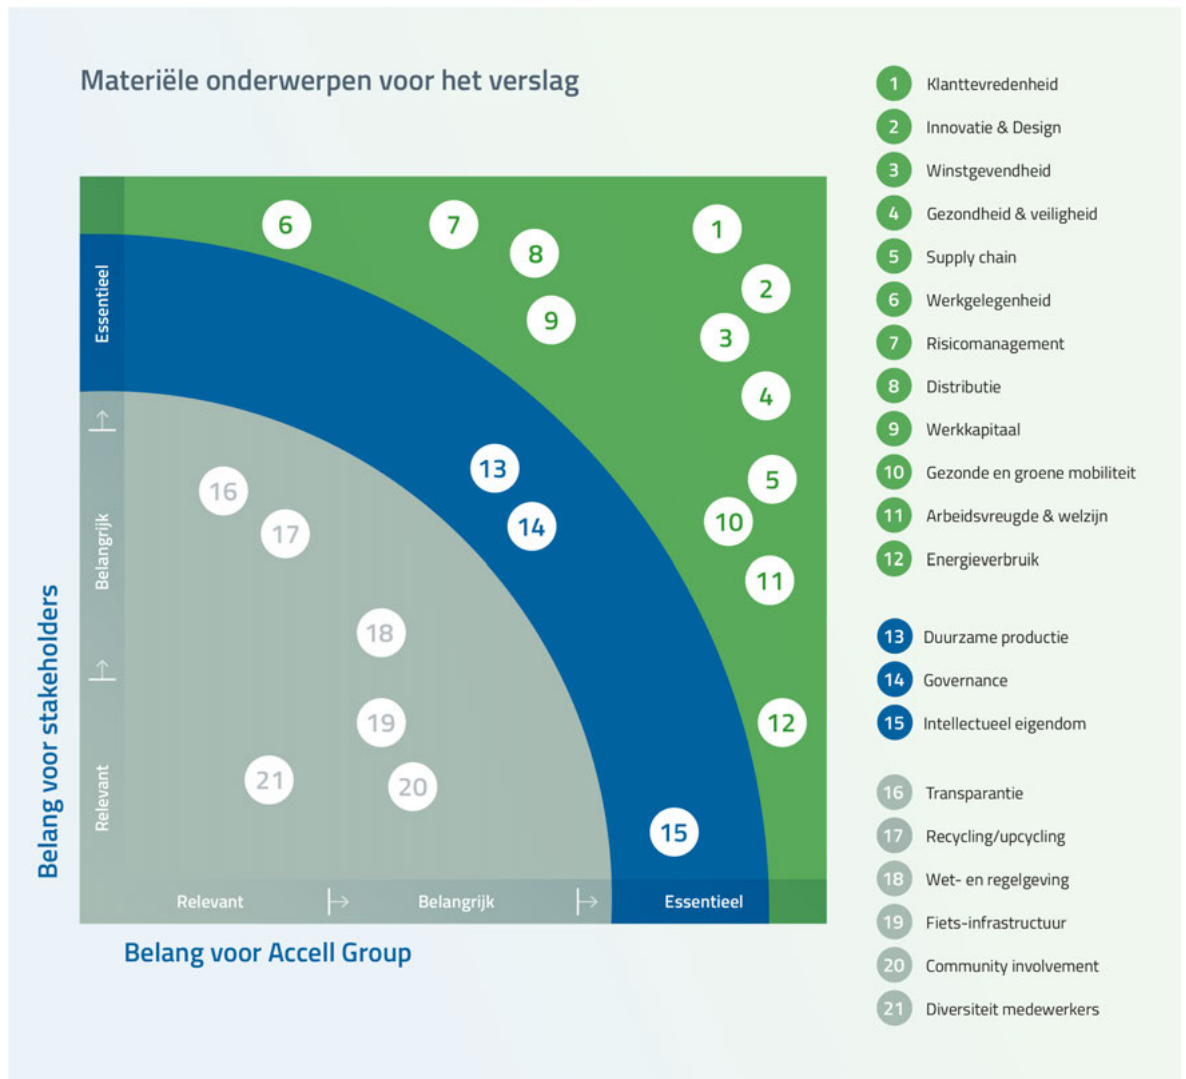 Materiële onderwerpen voor het verslag
Belang voor stakeholders
Essentieel
Belangrijk
Relevant
6
7
8
9
1
2
3
4
5
10
11
12
13
14
15
16
17
18
19
20
21
Relevant
Belangrijk
Essentieel
Belang voor Accell Group
1 Klanttevredenheid
2 Innovatie & Design
3 Winstgevendheid
4 Gezondheid & veiligheid
5 Supply chain
6 Werkgelegenheid
7 Risicomanagement
8 Distributie
9 Werkkapitaal
10 Gezonde en groene mobiliteit
11 Arbeidsvreugde & welzijn
12 Energieverbruik
13 Duurzame productie
14 Governance
15 Intellectueel eigendom
16 Transparantie
17 Recycling/upcycling
18 Wet- en regelgeving
19 Fiets-infrastructuur
20 Community involvement
21 Diversiteit medewerkers